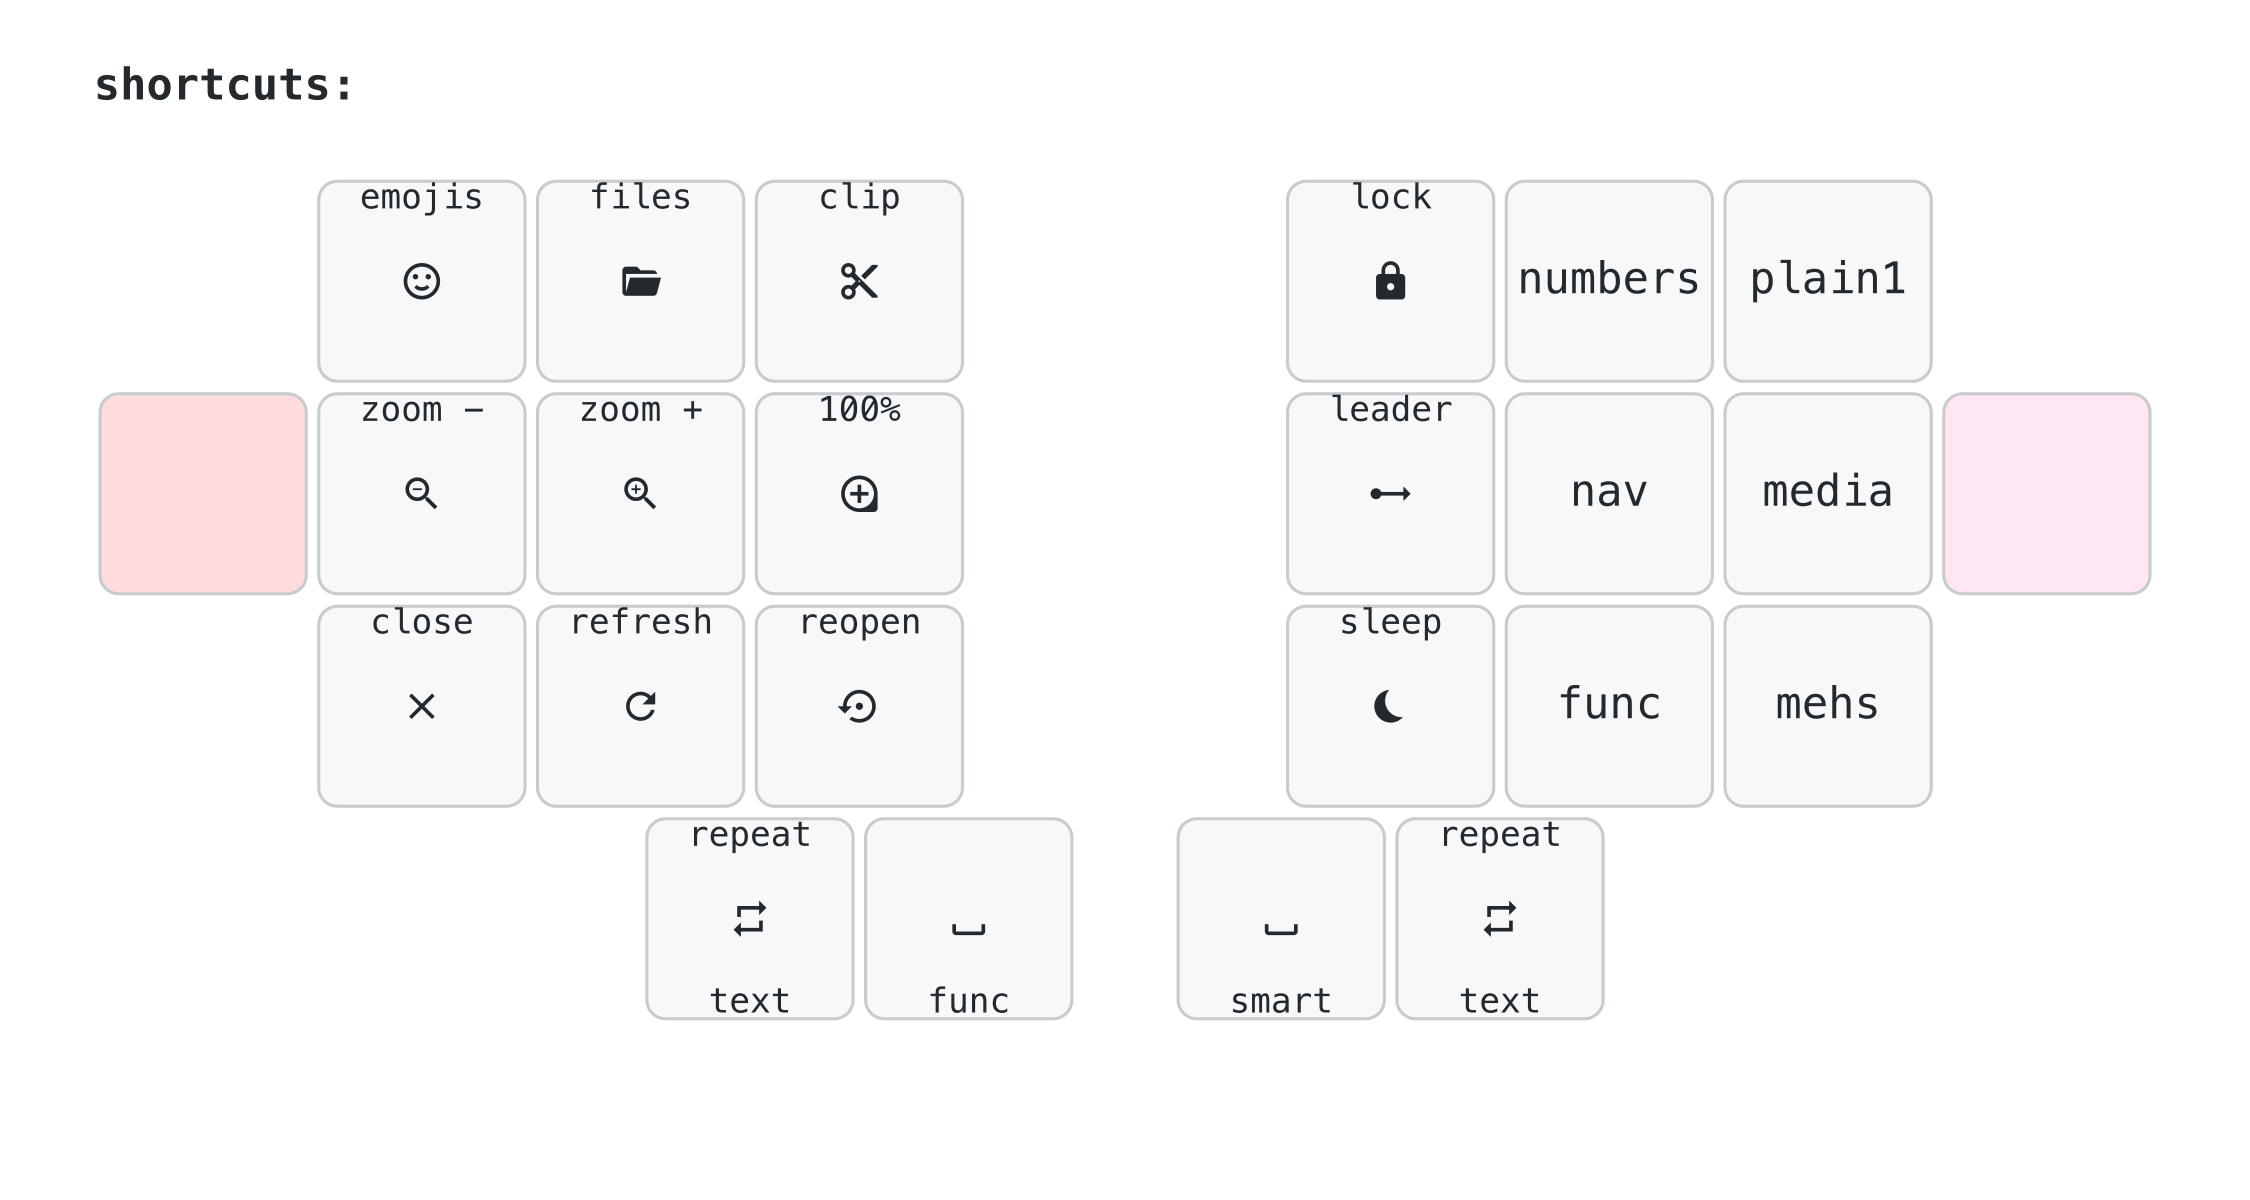 shortcuts:
emojis files clip lock numbers plain1
zoom − zoom + 100% leader nav media
close refresh reopen sleep func mehs
repeat repeat
text func smart text